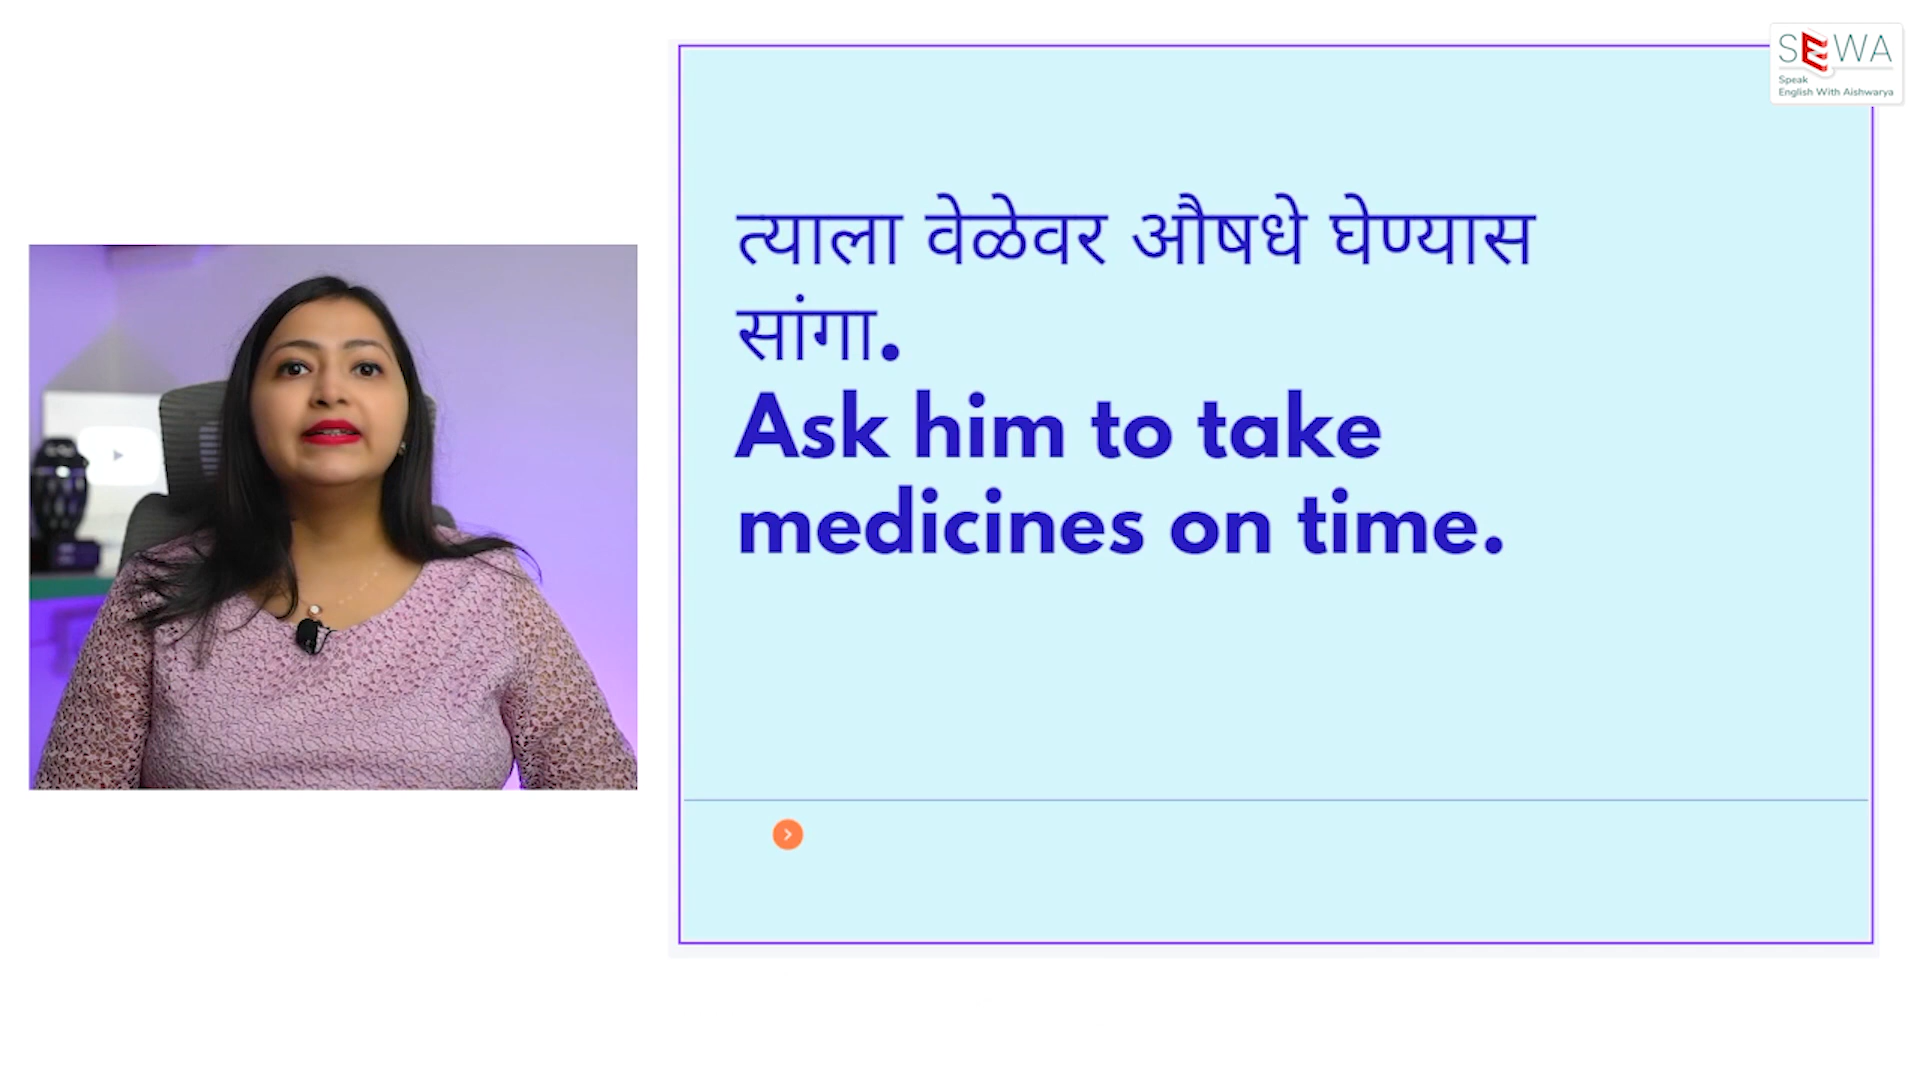 SEWA
Speak
English With Aishwarya
त्याला वेळेवर औषधे घेण्यास
सांगा.
Ask him to take
medicines on time.